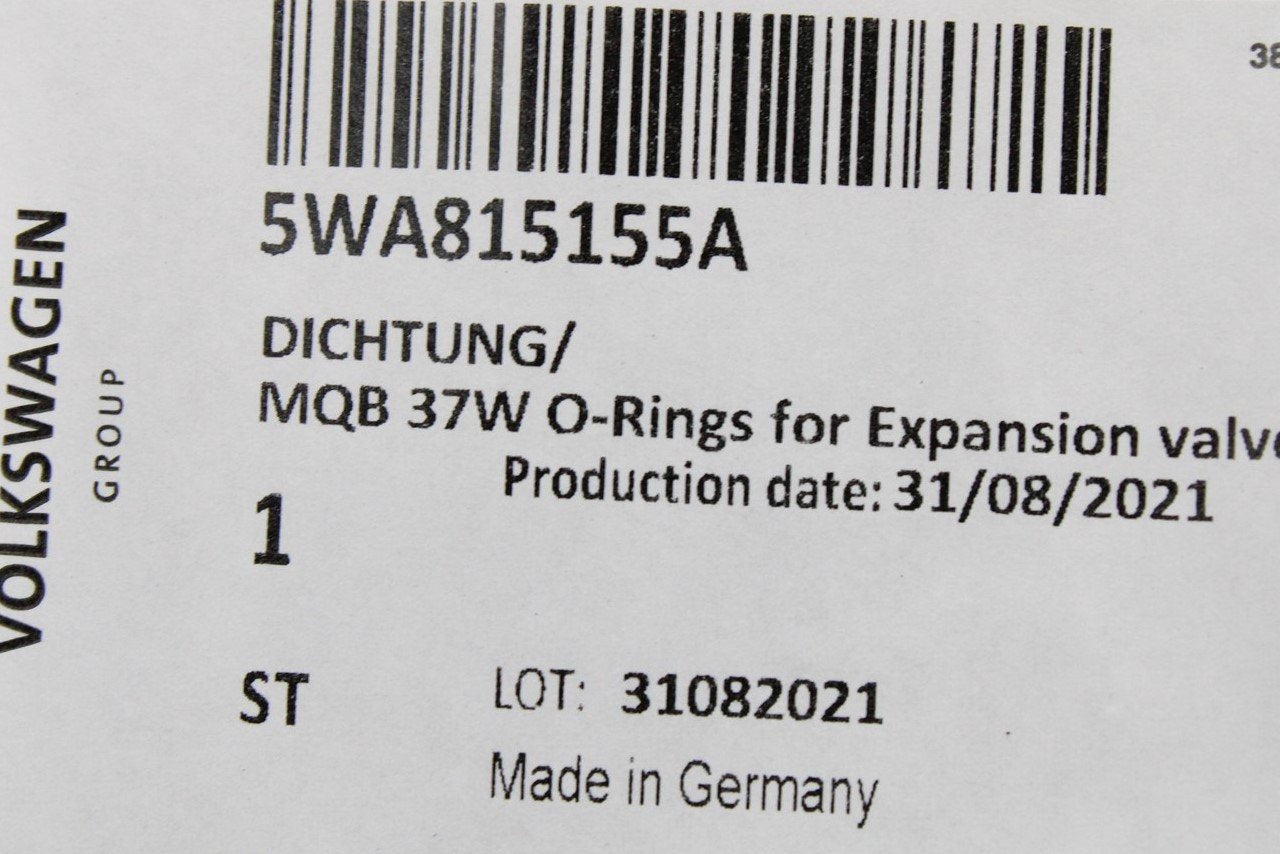 38
5WA815155A
DICHTUNG/
MQB 37W O-Rings for Expansion
Production date: 31/08/2021
1
ST
LOT: 31082021
Made in Germany
VOLKSWAGEN
GROUP